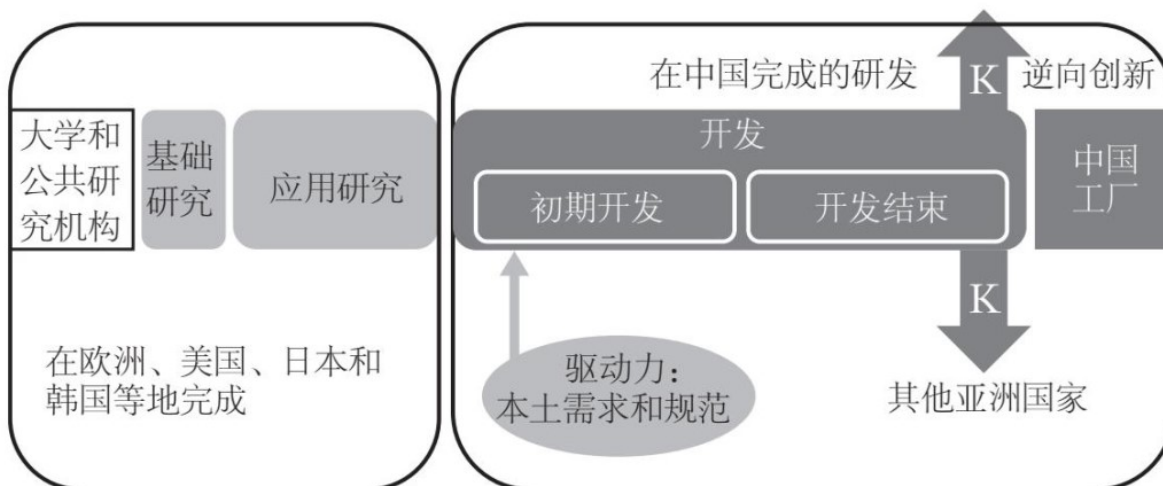 大学和
公共研
究机构
基础
研究
应用研究
在欧洲、美国、日本和
韩国等地完成
在中国完成的研发
K
逆向创新
开发
初期开发
开发结束
中国
工厂
K
驱动力:
本土需求和规范
其他亚洲国家